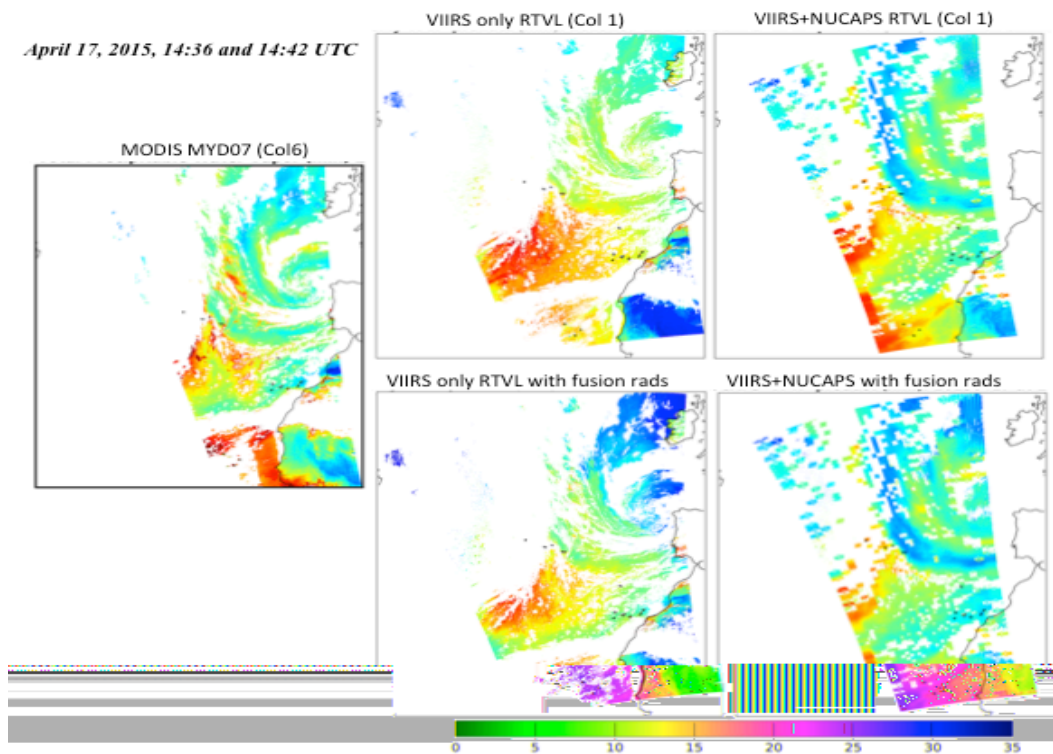 VIIRS only RTVL (Col 1)
VIIRS+NUCAPS RTVL (Col 1)
April 17, 2015, 14:36 and 14:42 UTC
MODIS MYD07 (Col6)
VIIRS only RTVL with fusion rads
VIIRS+NUCAPS with fusion rads
0 5 10 15 20 25 30 35